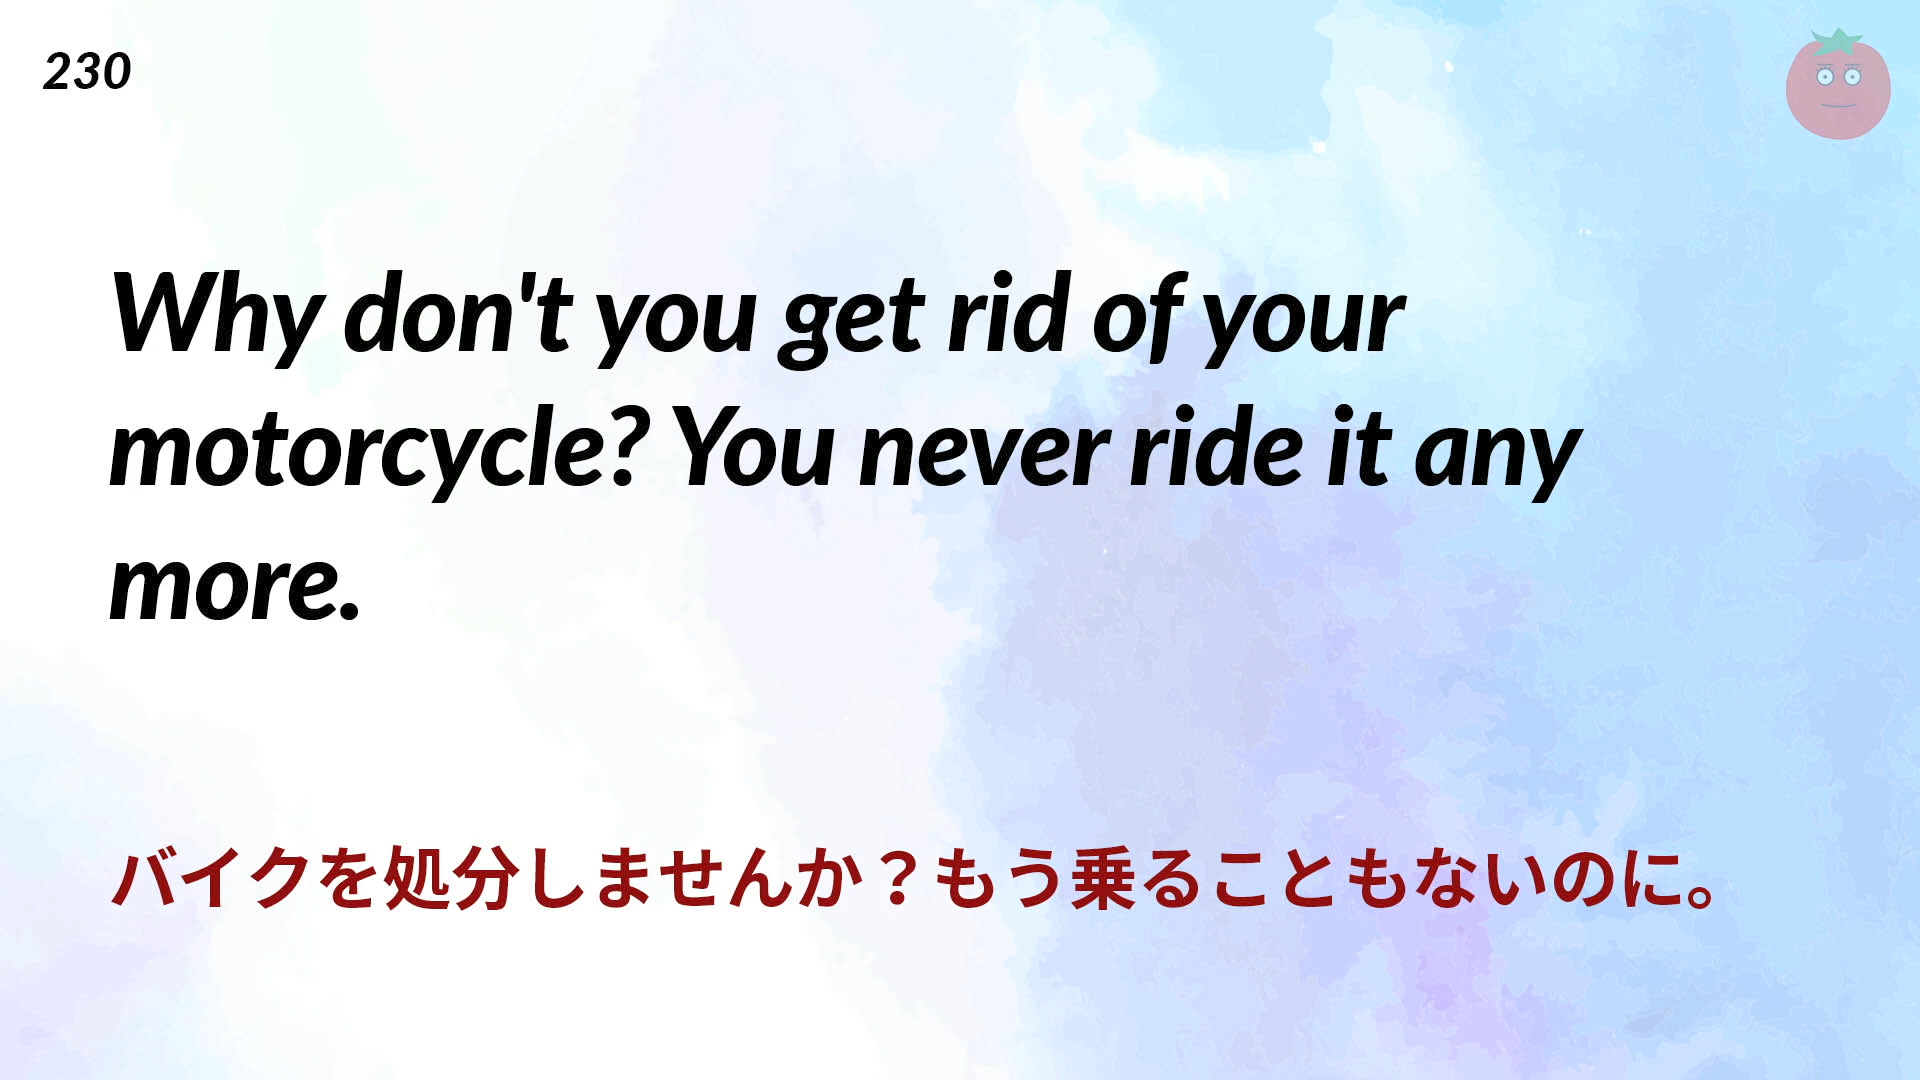 230
Why don't you get rid of your
motorcycle? You never ride it any
more.
バイクを処分しませんか？もう乗ることもないのに。